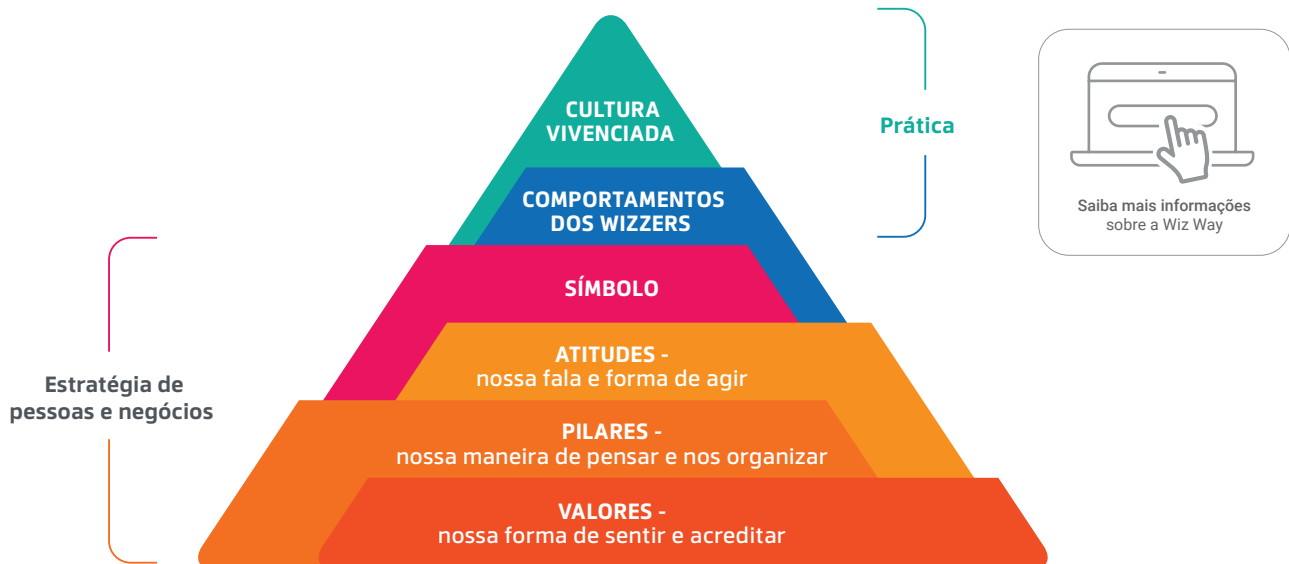 CULTURA
VIVENCIADA
Prática
COMPORTAMENTOS
DOS WIZZERS
Saiba mais informações
sobre a Wiz Way
SÍMBOLO
ATITUDES -
nossa fala e forma de agir
Estratégia de
pessoas e negócios
PILARES -
nossa maneira de pensar e nos organizar
VALORES -
nossa forma de sentir e acreditar